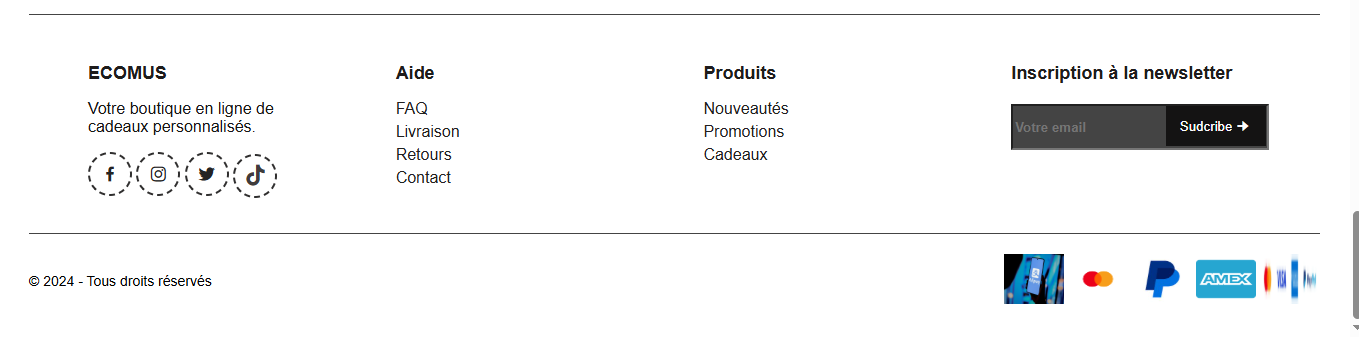 ECOMUS
Votre boutique en ligne de
cadeaux personnalisés.
Aide
FAQ
Livraison
Retours
Contact
Produits
Nouveautés
Promotions
Cadeaux
Inscription à la newsletter
Votre email
Sudcribe
© 2024 - Tous droits réservés
AMEX
VISA